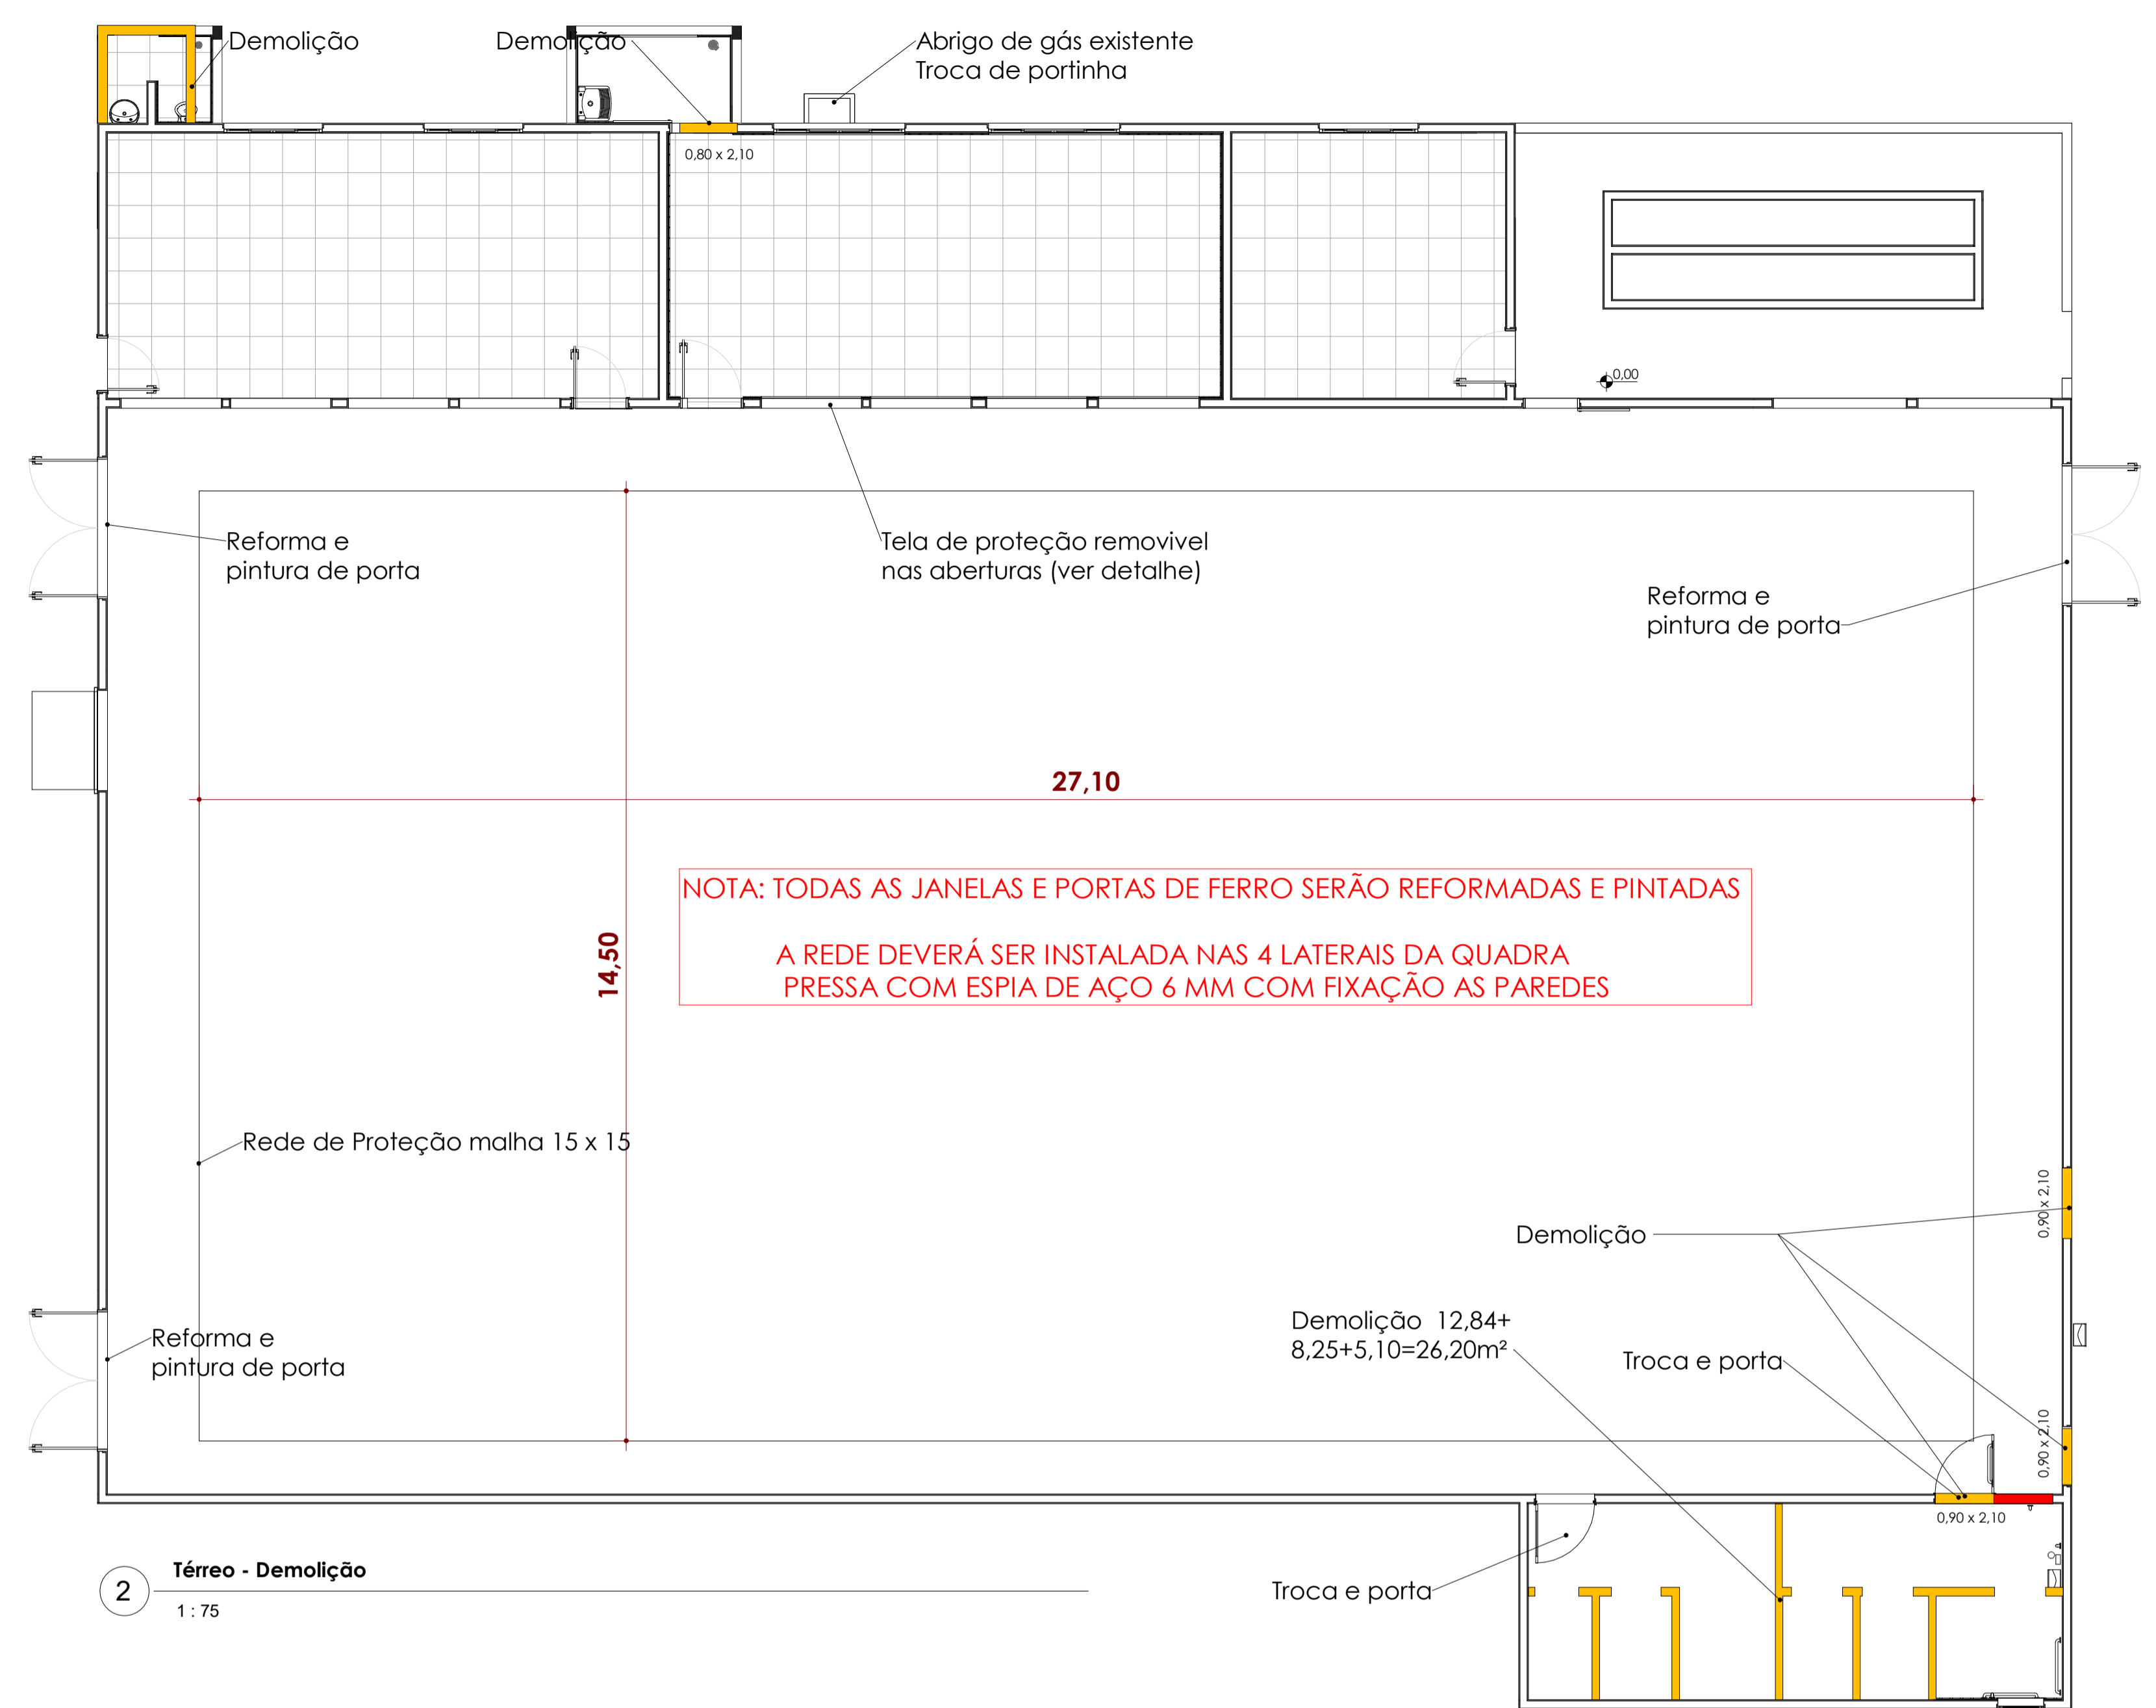 Demolição
Demolição
Abrigo de gás existente
Troca de portinha
0,80 x 2,10
0,00
Reforma e
pintura de porta
Tela de proteção removivel
nas aberturas (ver detalhe)
Reforma e
pintura de porta
27,10
NOTA: TODAS AS JANELAS E PORTAS DE FERRO SERÃO REFORMADAS E PINTADAS
A REDE DEVERÁ SER INSTALADA NAS 4 LATERAIS DA QUADRA
PRESSA COM ESPIA DE AÇO 6 MM COM FIXAÇÃO AS PAREDES
14,50
Rede de Proteção malha 15 x 15
0,90 x 2,10
Demolição
Demolição 12,84+
8,25+5,10=26,20m²
Reforma e
pintura de porta
Troca e porta
0,90 x 2,10
0,90 x 2,10
2
Térreo - Demolição
1 : 75
Troca e porta